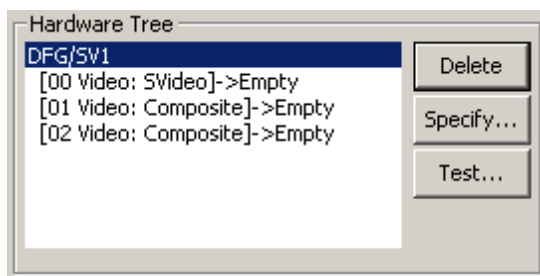 Hardware Tree
DFG/SV1
[00 Video: SVideo]->Empty
[01 Video: Composite]->Empty
[02 Video: Composite]->Empty
Delete
Specify...
Test...